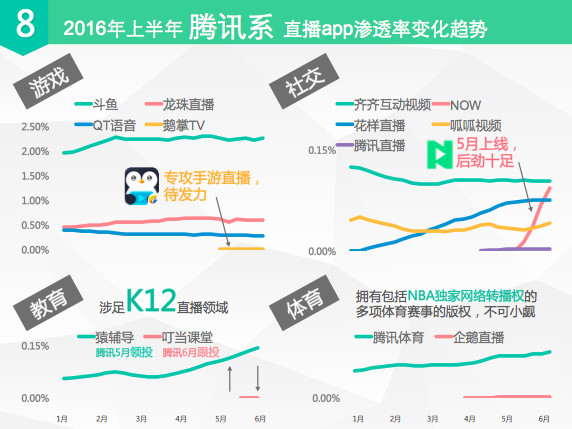 8
2016年上半年 腾讯系 直播app渗透率变化趋势
游戏
斗鱼 龙珠直播
QT语音 鹅掌TV
2.50%
2.00%
1.50%
1.00%
0.50%
0.00%
专攻手游直播，
待发力
社交
齐齐互动视频 NOW
花样直播 呱呱视频
腾讯直播
0.15%
0.00%
5月上线，
后劲十足
教育
涉足K12直播领域
猿辅导 叮当课堂
腾讯5月领投 腾讯6月跟投
0.15%
0.00%
1月 2月 3月 4月 5月 6月
体育
拥有包括NBA独家网络转播权的
多项体育赛事的版权，不可小觑
腾讯体育 企鹅直播
0.00%
1月 2月 3月 4月 5月 6月